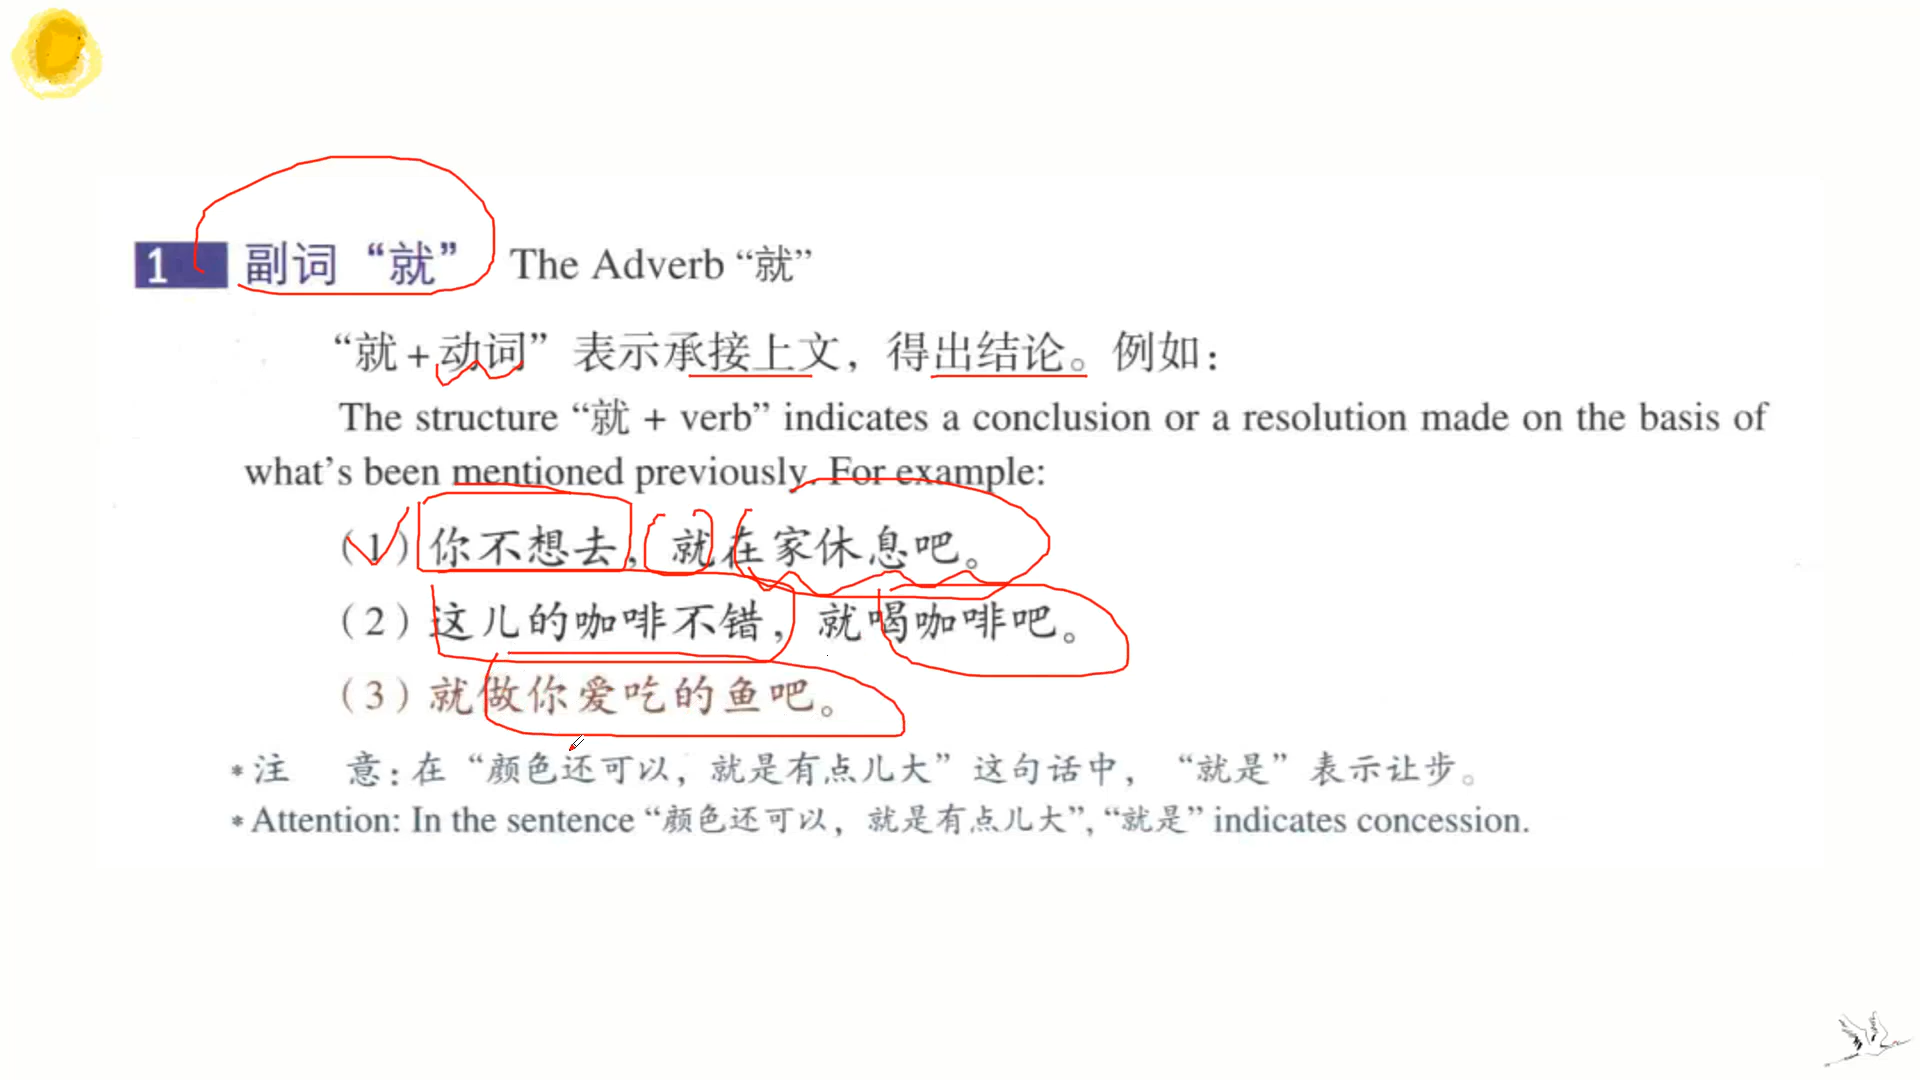 1 副词 “就” The Adverb “就”
“就+动词” 表示承接上文，得出结论。例如：
The structure “就 + verb” indicates a conclusion or a resolution made on the basis of
what’s been mentioned previously. For example:
(1) 你不想去，就在家休息吧。
(2) 这儿的咖啡不错，就喝咖啡吧。
(3) 就做你爱吃的鱼吧。
*注 意：在 “颜色还可以，就是有点儿大” 这句话中，“就是” 表示让步。
*Attention: In the sentence “颜色还可以，就是有点儿大”, “就是” indicates concession.